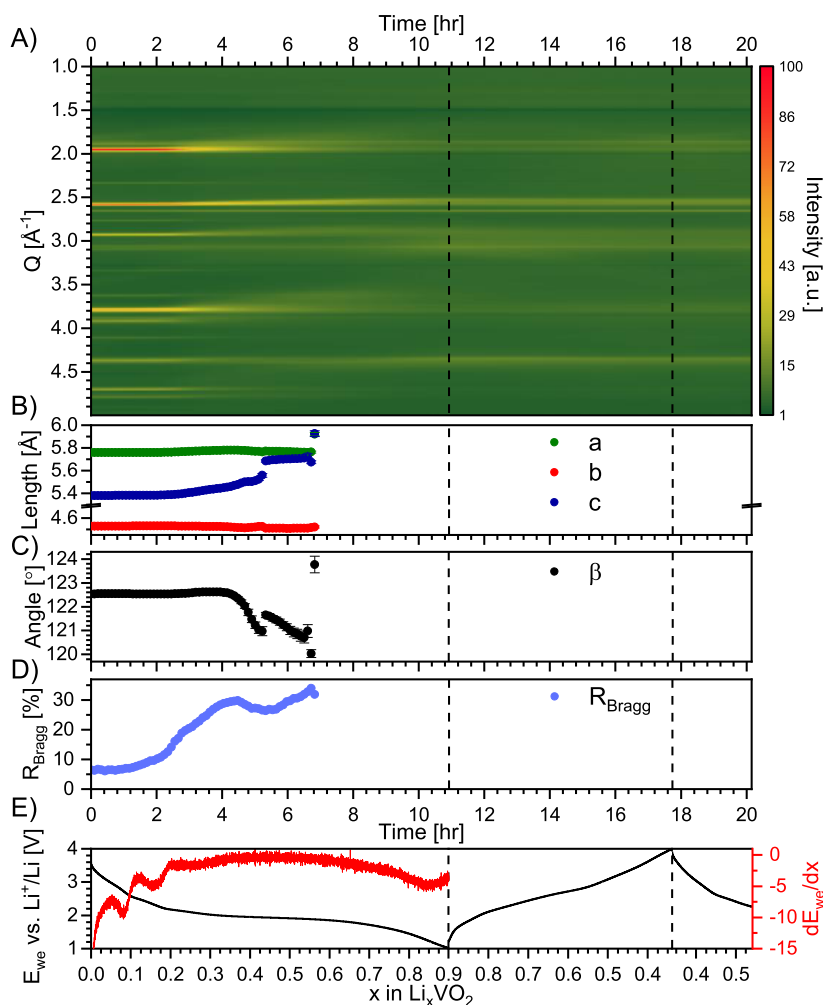 Time [hr]
A)
0 2 4 6 8 10 12 14 16 18 20
1.0
1.5
2.0
2.5
3.0
3.5
4.0
4.5
Q [Å-1]
100
86
72
58
43
29
15
1
Intensity [a.u.]
B)
6.0
5.8
5.6
5.4
4.6
Length [Å]
a
b
c
C)
124
123
122
121
120
Angle [°]
β
D)
30
20
10
0
RBragg [%]
RBragg
0 2 4 6 8 10 12 14 16 18 20
Time [hr]
E)
4
3
2
1
Ewe vs. Li+/Li [V]
0
-5
-10
-15
dEwe/dx
0.0 0.1 0.2 0.3 0.4 0.5 0.6 0.7 0.8 0.9 0.8 0.7 0.6 0.5 0.4 0.4 0.5
x in LixVO2